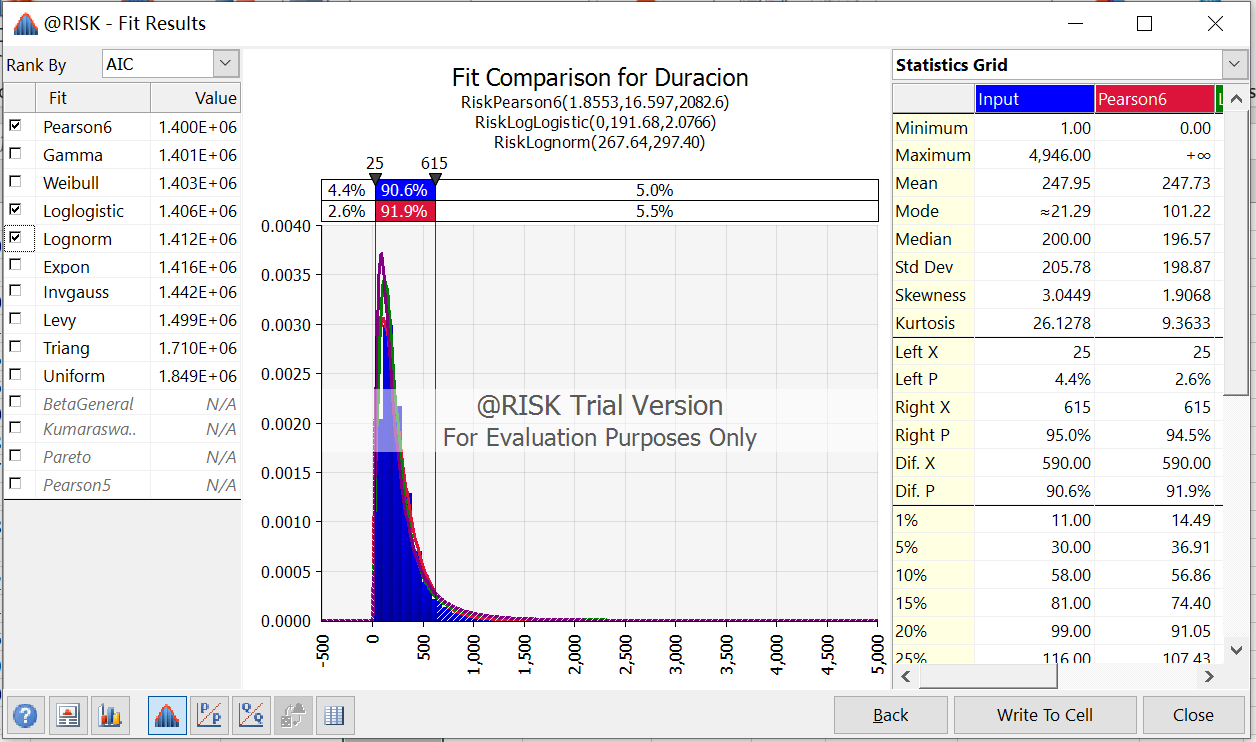 @RISK - Fit Results
Rank By AIC
Fit Value
Pearson6 1.400E+06
Gamma 1.401E+06
Weibull 1.403E+06
Loglogistic 1.406E+06
Lognorm 1.412E+06
Expon 1.416E+06
Invgauss 1.442E+06
Levy 1.499E+06
Triang 1.710E+06
Uniform 1.849E+06
BetaGeneral N/A
Kumaraswa.. N/A
Pareto N/A
Pearson5 N/A
Fit Comparison for Duracion
RiskPearson6(1.8553,16.597,2082.6)
RiskLogLogistic(0,191.68,2.0766)
RiskLognorm(267.64,297.40)
25 615
4.4% 90.6% 5.0%
2.6% 91.9% 5.5%
0.0040
0.0035
0.0030
0.0025
0.0020
0.0015
0.0010
0.0005
0.0000
@RISK Trial Version
For Evaluation Purposes Only
-500 0 500 1,000 1,500 2,000 2,500 3,000 3,500 4,000 4,500 5,000
Statistics Grid
Input Pearson6 L
Minimum 1.00 0.00
Maximum 4,946.00 +∞
Mean 247.95 247.73
Mode ≈21.29 101.22
Median 200.00 196.57
Std Dev 205.78 198.87
Skewness 3.0449 1.9068
Kurtosis 26.1278 9.3633
Left X 25 25
Left P 4.4% 2.6%
Right X 615 615
Right P 95.0% 94.5%
Dif. X 590.00 590.00
Dif. P 90.6% 91.9%
1% 11.00 14.49
5% 30.00 36.91
10% 58.00 56.86
15% 81.00 74.40
20% 99.00 91.05
25% 116.00 107.43
? P P Q Q
Back Write To Cell Close